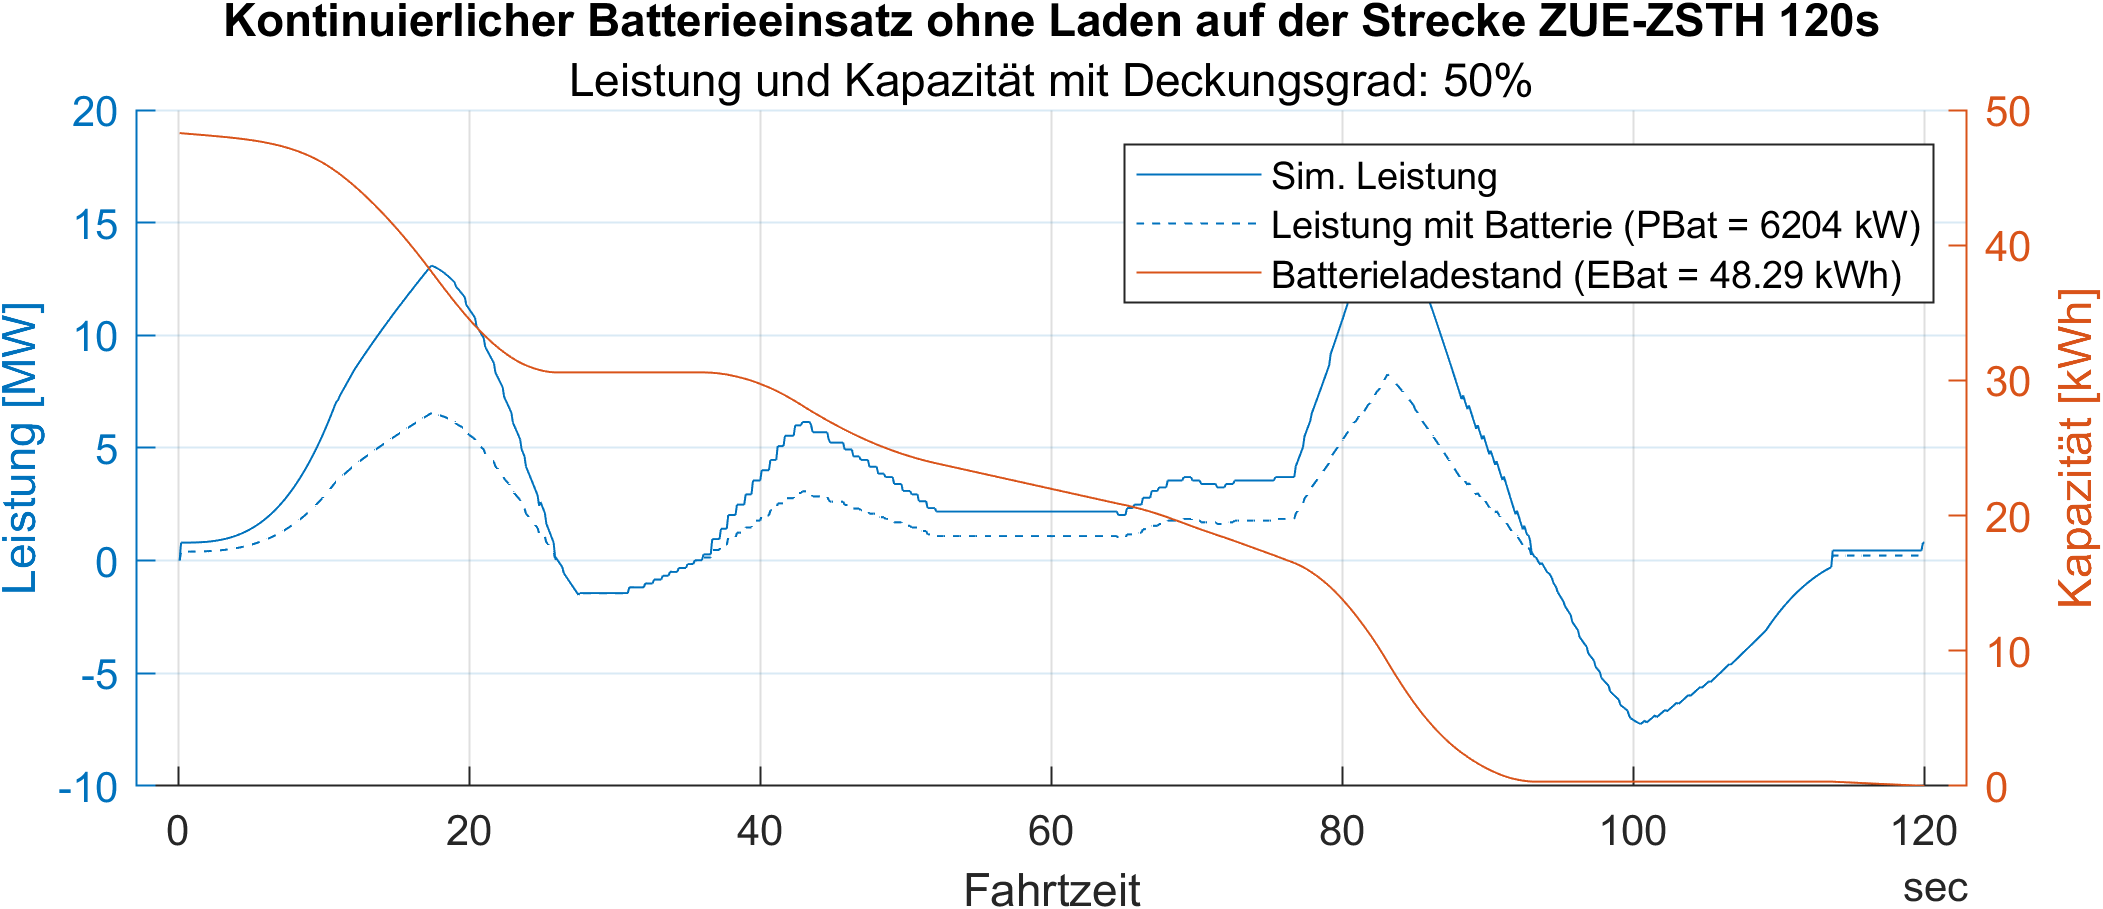 Kontinuierlicher Batterieeinsatz ohne Laden auf der Strecke ZUE-ZSTH 120s
Leistung und Kapazität mit Deckungsgrad: 50%
Leistung [MW]
20
15
10
5
0
-5
-10
Sim. Leistung
Leistung mit Batterie (PBat = 6204 kW)
Batterieladestand (EBat = 48.29 kWh)
50
40
30
20
10
0
Kapazität [kWh]
0 20 40 60 80 100 120
Fahrtzeit
sec